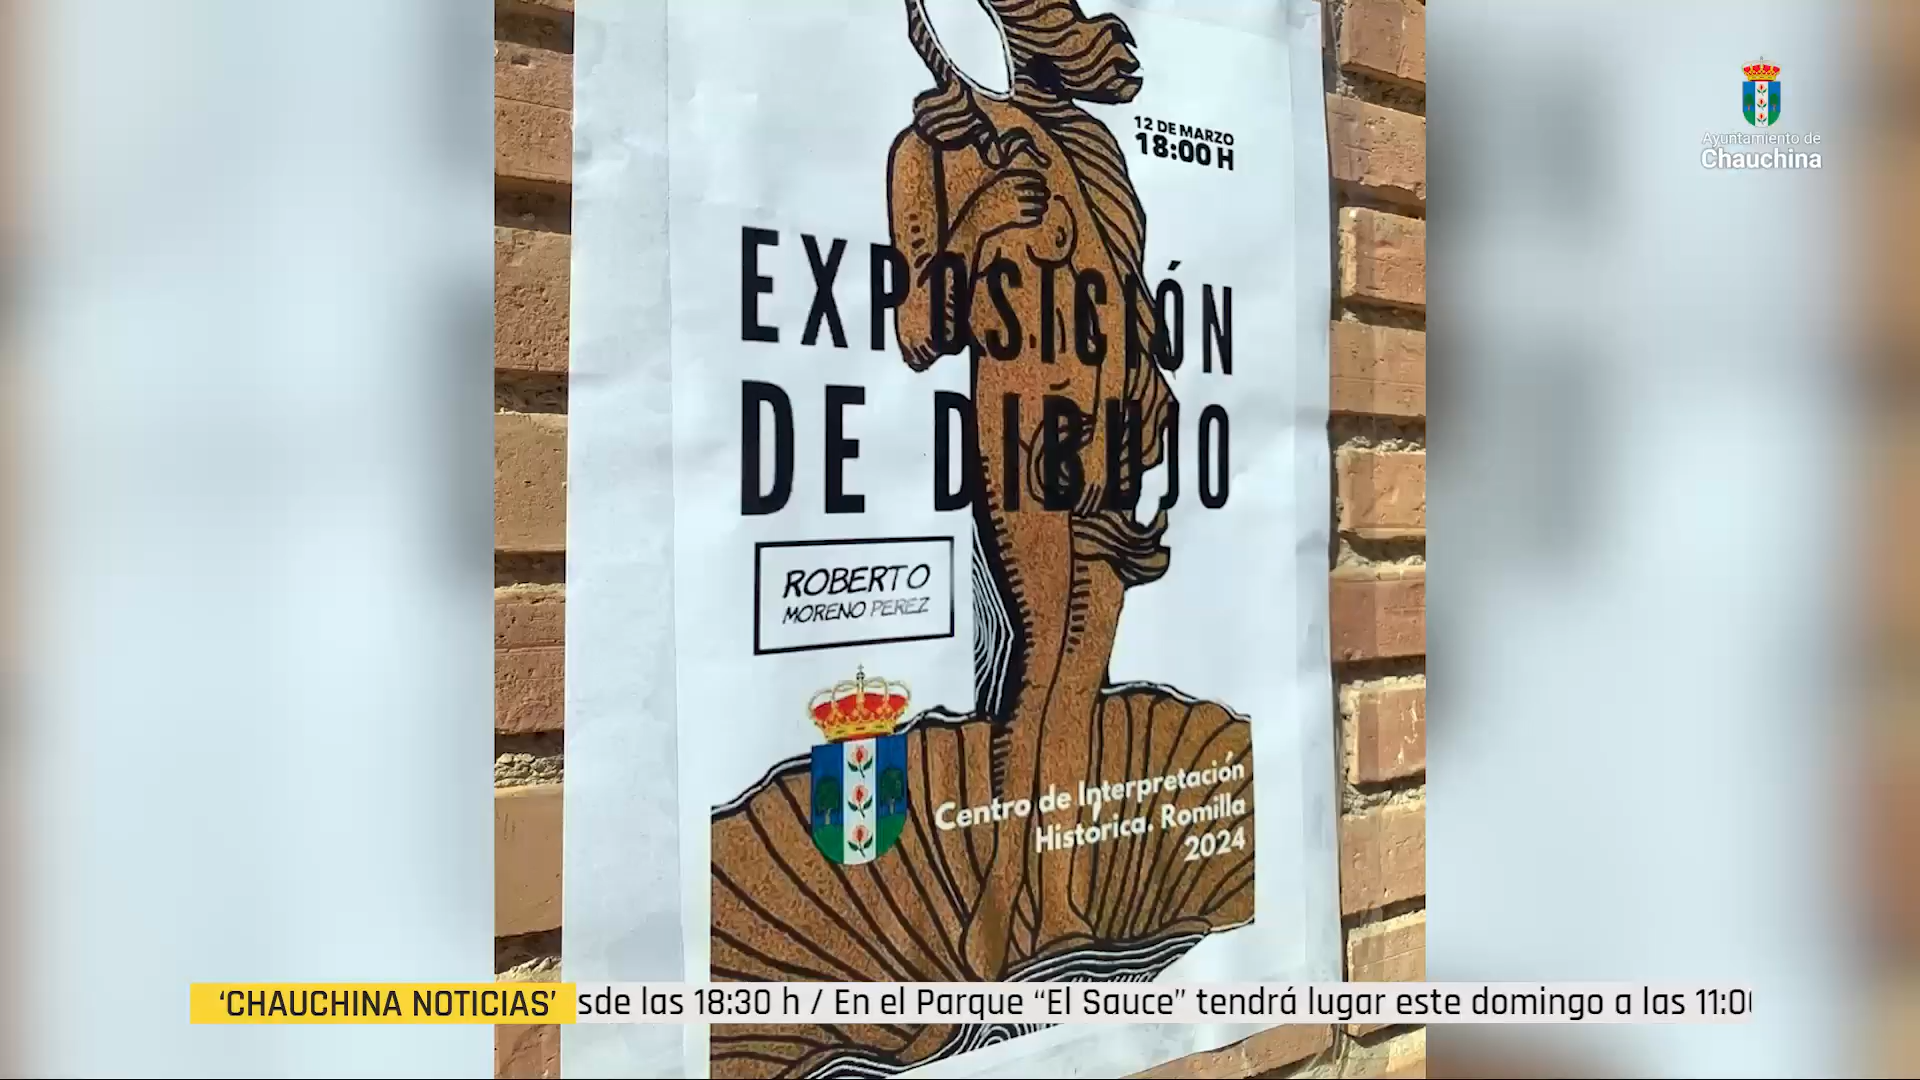 12 DE MARZO
18:00 H
Ayuntamiento de
Chauchina
EXPOSICIÓN
DE DIBUJO
ROBERTO
MORENO PEREZ
Centro de Interpretación
Historica. Romilla
2024
‘CHAUCHINA NOTICIAS’ sde las 18:30 h / En el Parque “El Sauce” tendrá lugar este domingo a las 11:0